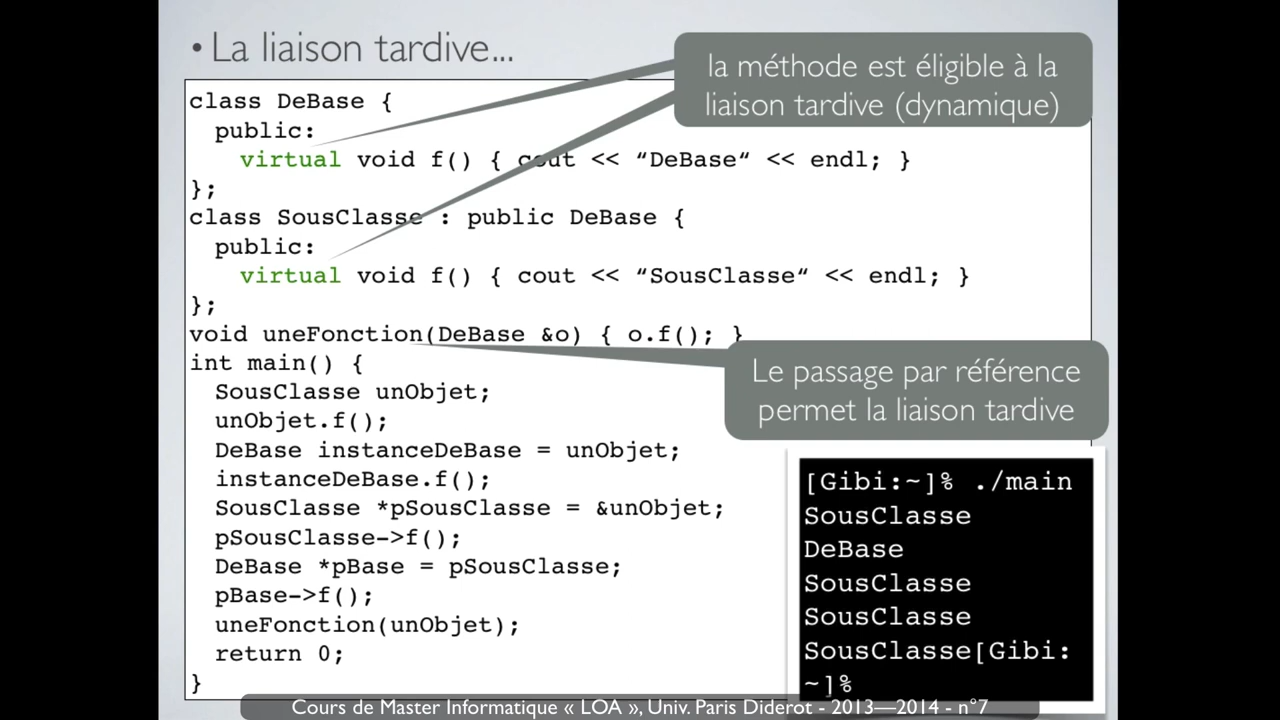 • La liaison tardive...
la méthode est éligible à la
liaison tardive (dynamique)
class DeBase {
public:
virtual void f() { cout << “DeBase“ << endl; }
};
class SousClasse : public DeBase {
public:
virtual void f() { cout << “SousClasse“ << endl; }
};
void uneFonction(DeBase &o) { o.f(); }
Le passage par référence
permet la liaison tardive
int main() {
SousClasse unObjet;
unObjet.f();
DeBase instanceDeBase = unObjet;
instanceDeBase.f();
SousClasse *pSousClasse = &unObjet;
pSousClasse->f();
DeBase *pBase = pSousClasse;
pBase->f();
uneFonction(unObjet);
return 0;
}
[Gibi:~]% ./main
SousClasse
DeBase
SousClasse
SousClasse
SousClasse[Gibi:
~]%
Cours de Master Informatique « LOA », Univ. Paris Diderot - 2013—2014 - n°7